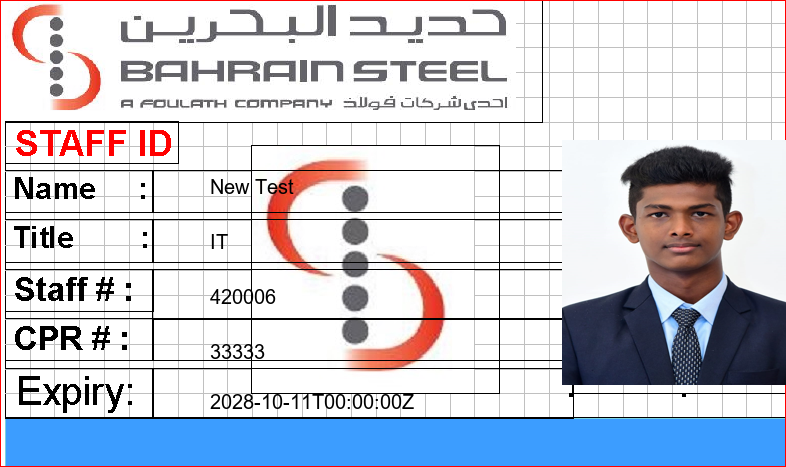 حديد البحرين
BAHRAIN STEEL
A FOULATH COMPANY احدى شركات فولاذ
STAFF ID
Name : New Test
Title : IT
Staff # : 420006
CPR # : 33333
Expiry: 2028-10-11T00:00:00Z